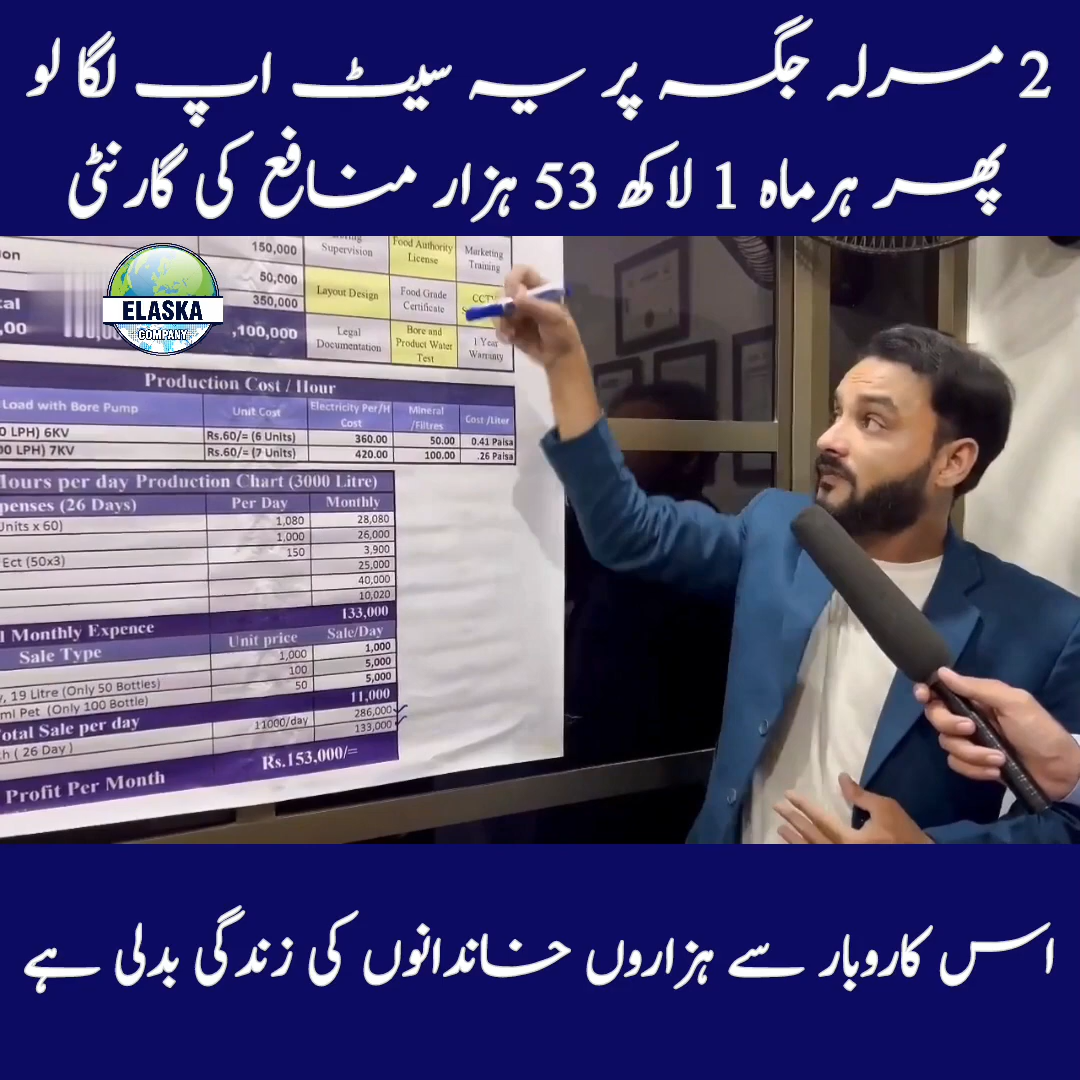 2 مرلہ جگہ پر یہ سیٹ اپ لگا لو
پھر ہر ماہ 1 لاکھ 53 ہزار منافع کی گارنٹی
150,000
50,000
350,000
,100,000
Supervision
Food Authority License
Marketing Training
Layout Design
Food Grade Certificate
Legal Documentation
Bore and Product Water Test
1 Year Warranty
ELASKA
COMPANY
Production Cost / Hour
Load with Bore Pump Unit Cost Electricity Per/H Cost Mineral /Filtres Cost /Liter
LPH) 6KV Rs.60/= (6 Units) 360.00 50.00 0.41 Paisa
LPH) 7KV Rs.60/= (7 Units) 420.00 100.00 .26 Paisa
per day Production Chart (3000 Litre)
(26 Days) Per Day Monthly
x 60) 1,080 28,080
1,000 26,000
Ect (50x3) 150 3,900
25,000
40,000
10,020
Monthly Expence 133,000
Sale Type Unit price Sale/Day
1,000 1,000
19 Litre (Only 50 Bottles) 100 5,000
Pet (Only 100 Bottle) 50 5,000
Sale per day 11,000
( 26 Day ) 11000/day 286,000
133,000
Profit Per Month Rs.153,000/=
اس کاروبار سے ہزاروں خاندانوں کی زندگی بدلی ہے